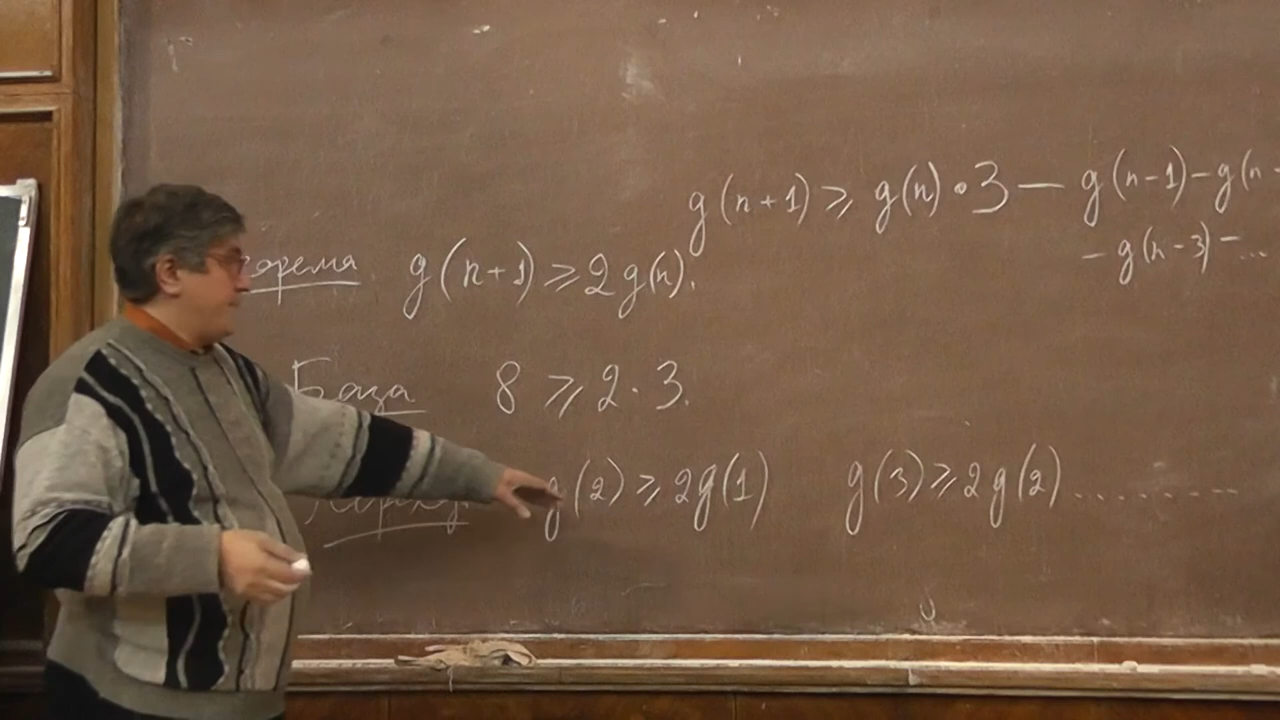 g(n+1) ⩾ g(n)·3 — g(n-1)-g(n-
-g(n-3)-...
орема g(n+1) ⩾ 2g(n).
База 8 ⩾ 2·3.
g(2) ⩾ 2g(1) g(3) ⩾ 2g(2).........